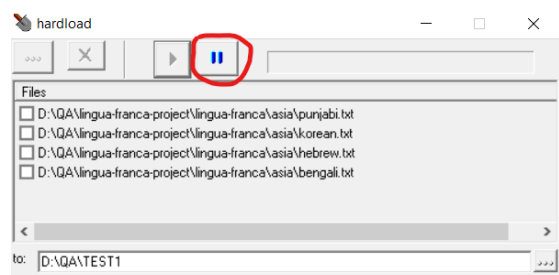 hardload
Files
D:\QA\lingua-franca-project\lingua-franca\asia\punjabi.txt
D:\QA\lingua-franca-project\lingua-franca\asia\korean.txt
D:\QA\lingua-franca-project\lingua-franca\asia\hebrew.txt
D:\QA\lingua-franca-project\lingua-franca\asia\bengali.txt
to: D:\QA\TEST1